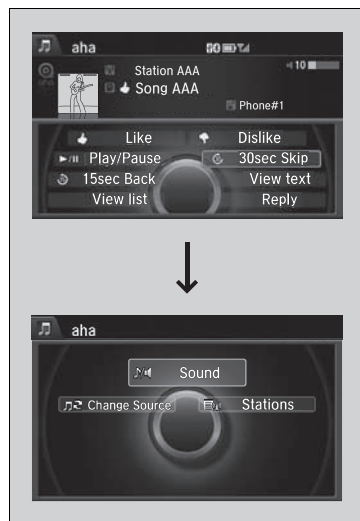 aha
Station AAA
Song AAA
10
Phone#1
Like Dislike
Play/Pause 30sec Skip
15sec Back View text
View list Reply
aha
Sound
Change Source Stations